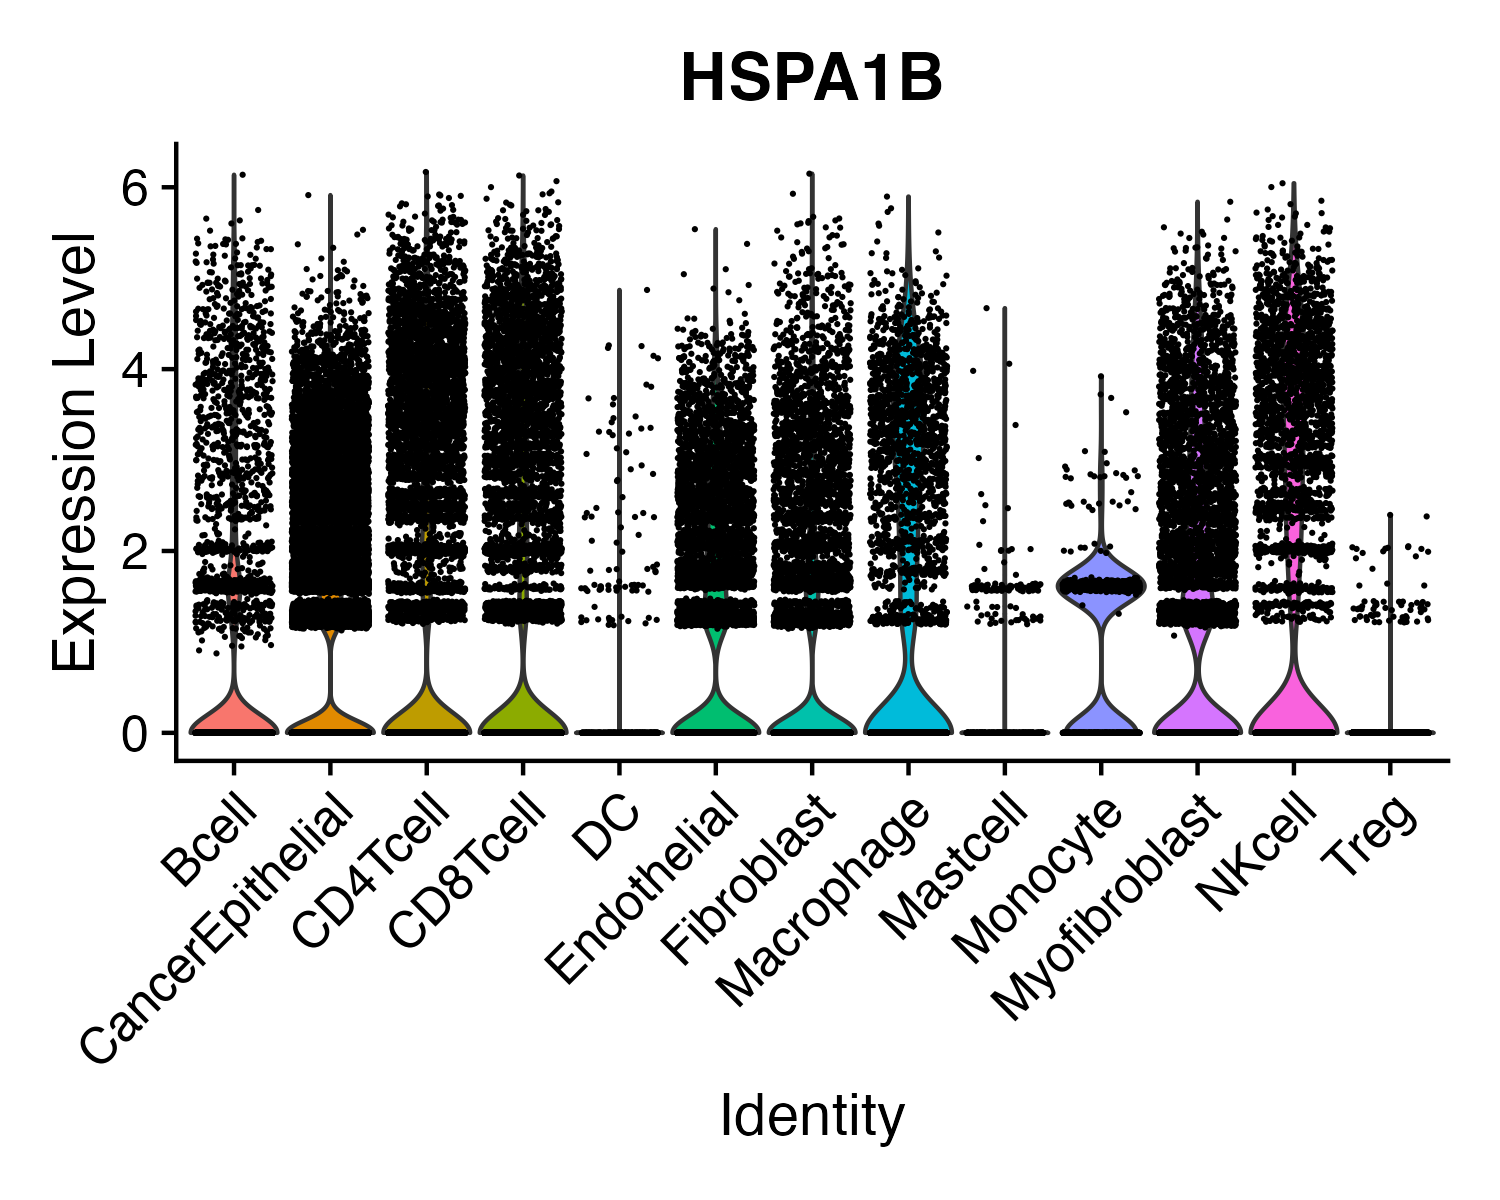 HSPA1B
Expression Level
6
4
2
0
Bcell
CancerEpithelial
CD4Tcell
CD8Tcell
DC
Endothelial
Fibroblast
Macrophage
Mastcell
Monocyte
Myofibroblast
NKcell
Treg
Identity